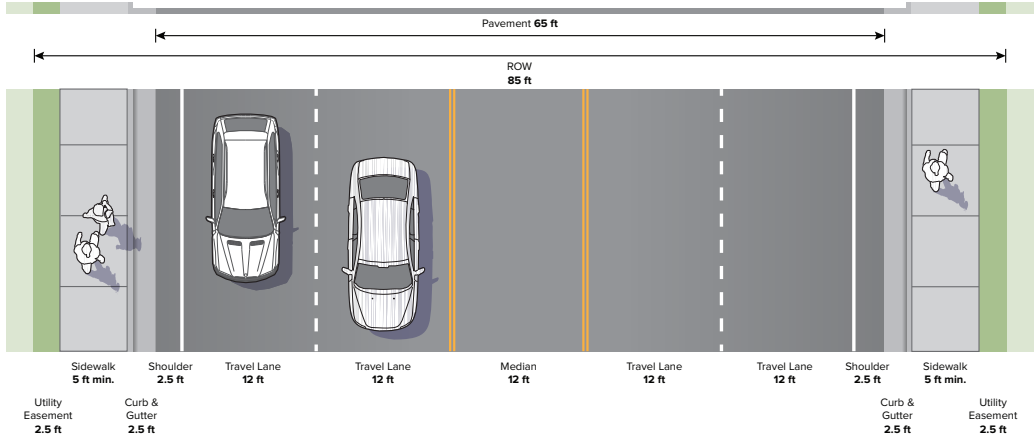 Pavement 65 ft
ROW
85 ft
Sidewalk
5 ft min.
Shoulder
2.5 ft
Travel Lane
12 ft
Travel Lane
12 ft
Median
12 ft
Travel Lane
12 ft
Travel Lane
12 ft
Shoulder
2.5 ft
Sidewalk
5 ft min.
Utility
Easement
2.5 ft
Curb &
Gutter
2.5 ft
Curb &
Gutter
2.5 ft
Utility
Easement
2.5 ft